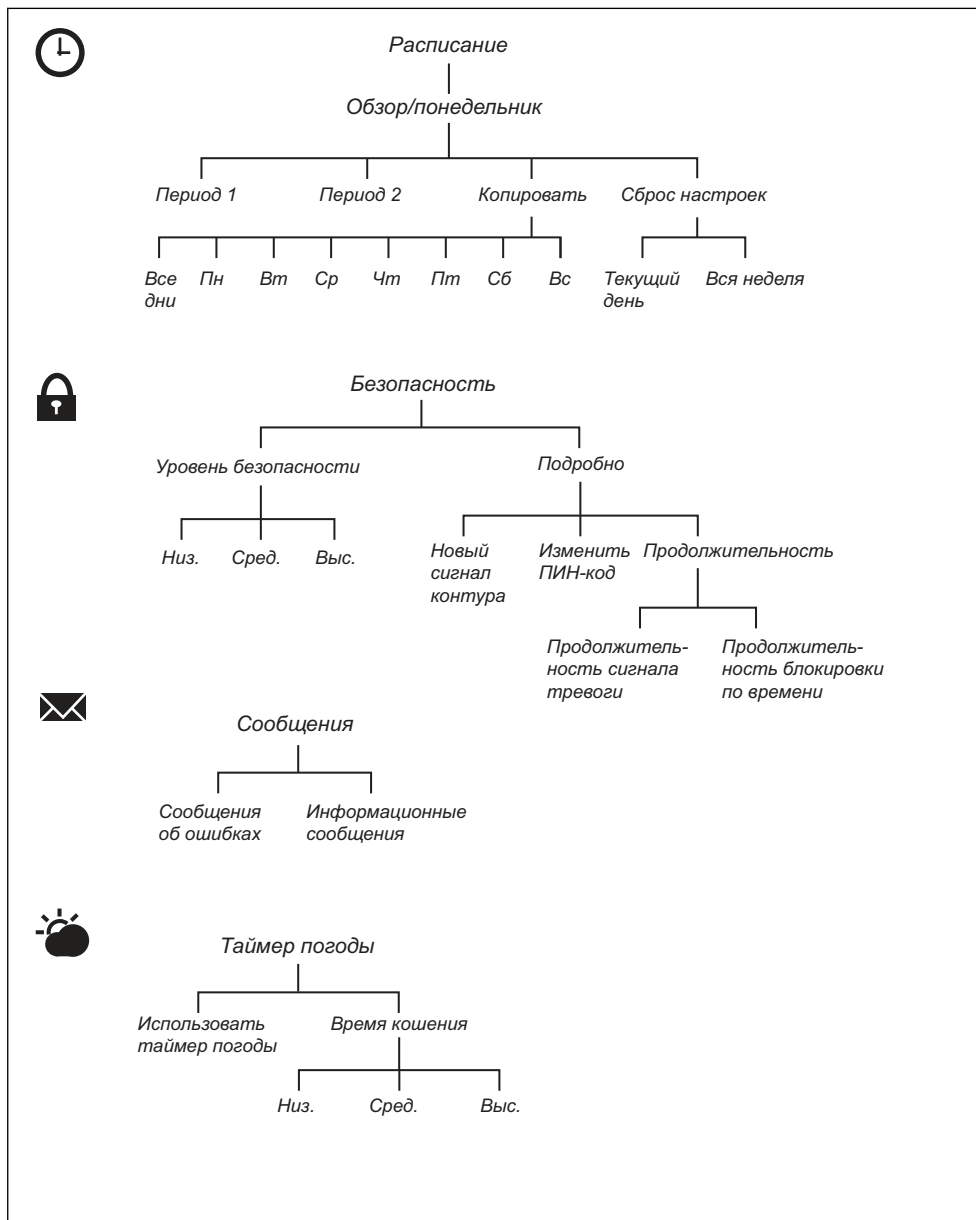 Расписание
Обзор/понедельник
Период 1 Период 2 Копировать Сброс настроек
Все дни Пн Вт Ср Чт Пт Сб Вс Текущий день Вся неделя
Безопасность
Уровень безопасности Подробно
Низ. Сред. Выс.
Новый
сигнал
контура
Изменить
ПИН-код
Продолжительность
Продолжитель-
ность сигнала
тревоги
Продолжитель-
ность блокировки
по времени
Сообщения
Сообщения
об ошибках
Информационные
сообщения
Таймер погоды
Использовать
таймер погоды
Время кошения
Низ. Сред. Выс.